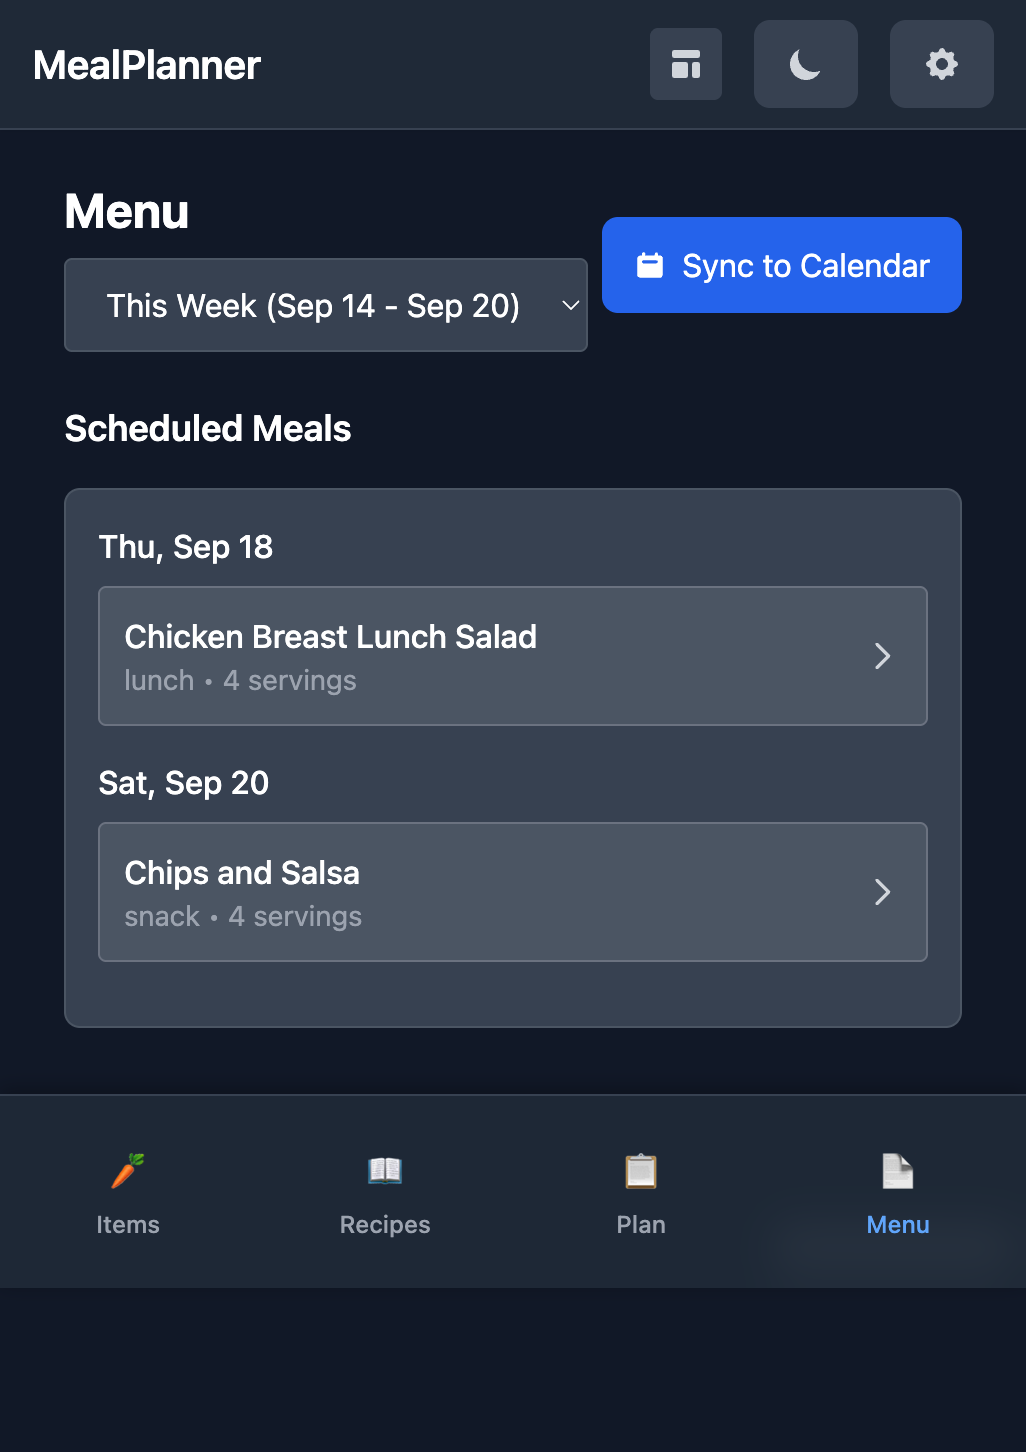 MealPlanner
Menu
This Week (Sep 14 - Sep 20)
Sync to Calendar
Scheduled Meals
Thu, Sep 18
Chicken Breast Lunch Salad
lunch • 4 servings
Sat, Sep 20
Chips and Salsa
snack • 4 servings
Items
Recipes
Plan
Menu